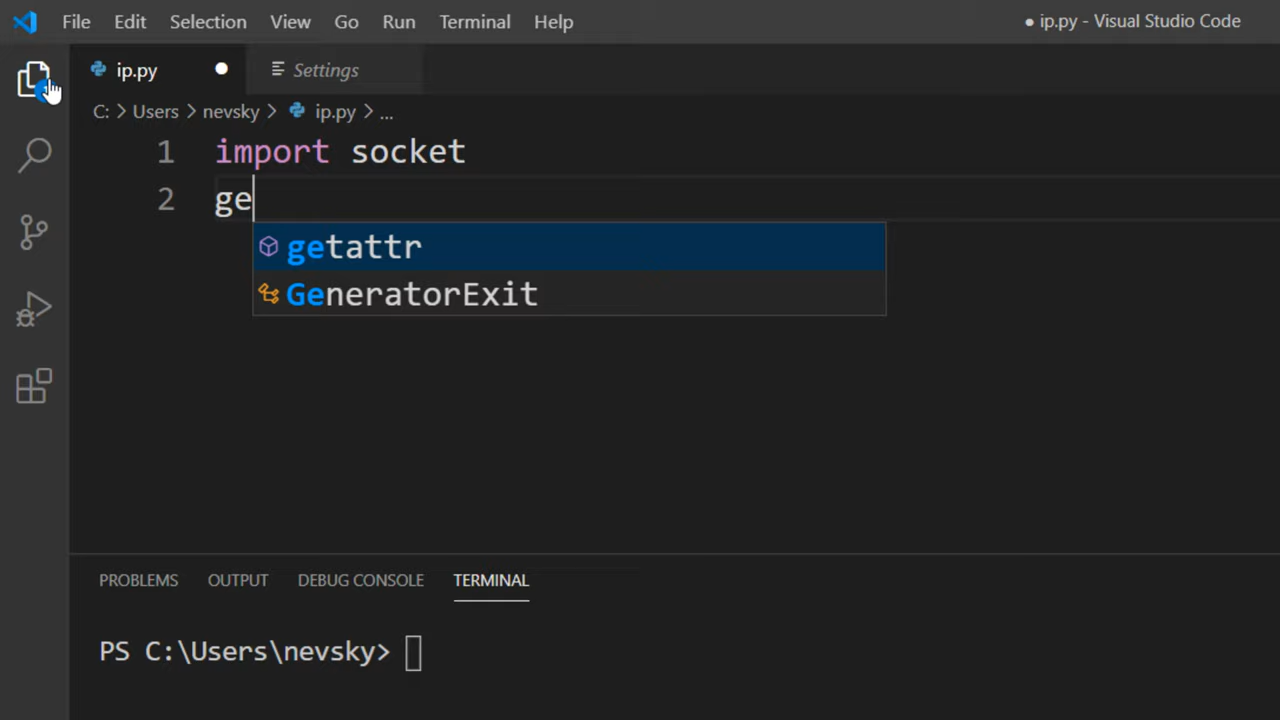 File Edit Selection View Go Run Terminal Help ● ip.py - Visual Studio Code
ip.py Settings
C: > Users > nevsky > ip.py > ...
1 import socket
2 ge
getattr
GeneratorExit
PROBLEMS OUTPUT DEBUG CONSOLE TERMINAL
PS C:\Users\nevsky>